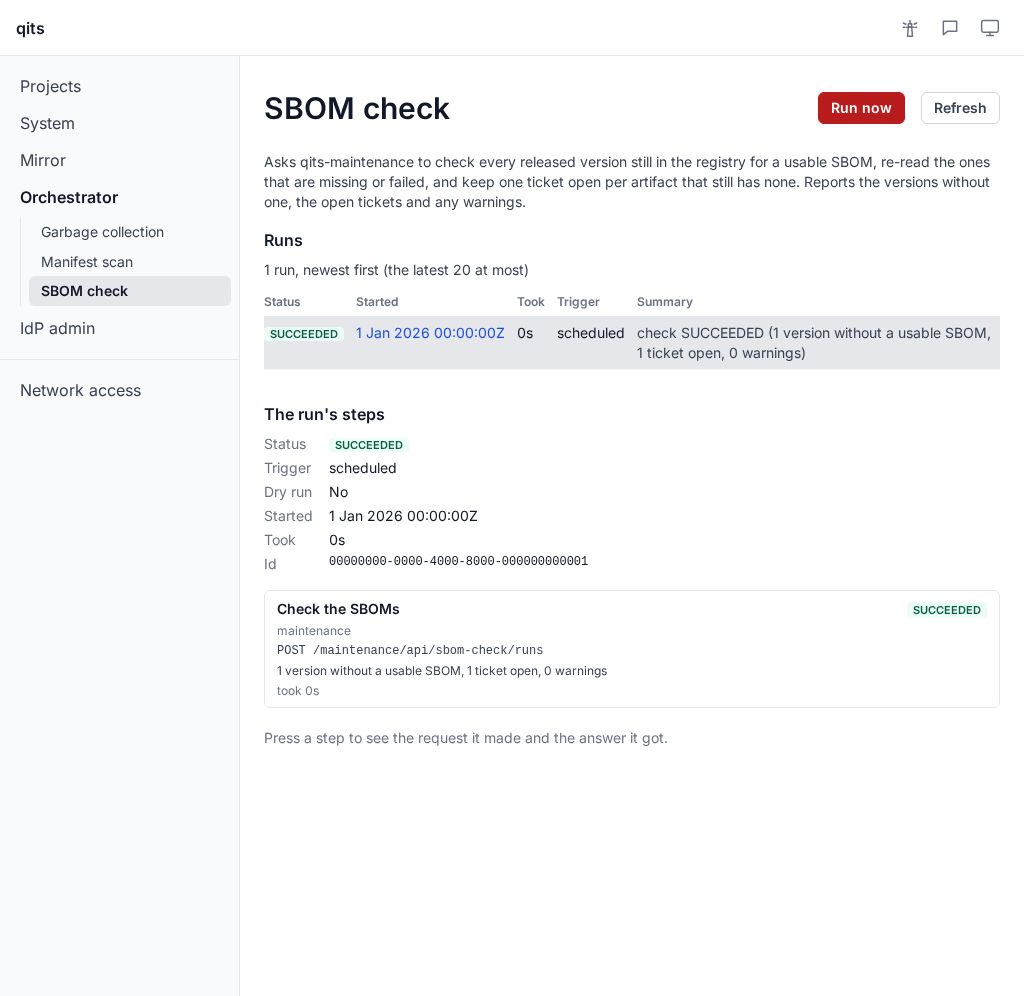 qits
Projects
System
Mirror
Orchestrator
Garbage collection
Manifest scan
SBOM check
IdP admin
Network access
SBOM check
Run now
Refresh
Asks qits-maintenance to check every released version still in the registry for a usable SBOM, re-read the ones
that are missing or failed, and keep one ticket open per artifact that still has none. Reports the versions without
one, the open tickets and any warnings.
Runs
1 run, newest first (the latest 20 at most)
Status Started Took Trigger Summary
SUCCEEDED 1 Jan 2026 00:00:00Z 0s scheduled check SUCCEEDED (1 version without a usable SBOM,
1 ticket open, 0 warnings)
The run's steps
Status SUCCEEDED
Trigger scheduled
Dry run No
Started 1 Jan 2026 00:00:00Z
Took 0s
Id 00000000-0000-4000-8000-000000000001
Check the SBOMs SUCCEEDED
maintenance
POST /maintenance/api/sbom-check/runs
1 version without a usable SBOM, 1 ticket open, 0 warnings
took 0s
Press a step to see the request it made and the answer it got.